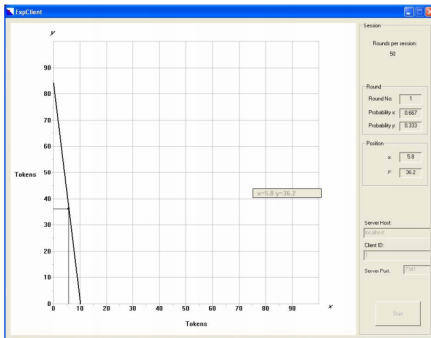 ExpClient
Session
Rounds per session:
50
Round
Round No. 1
Probability x: 0.667
Probability y: 0.333
Position
x 5.8
y 36.2
Server Host:
localhost
Client ID:
Server Port:
Start
y
90
80
70
60
Tokens
50
40
30
20
10
0
x=5.8 y=36.2
0 10 20 30 40 50 60 70 80 90 x
Tokens